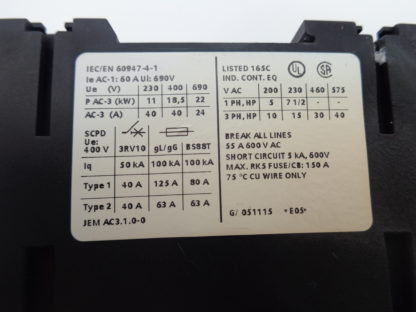 IEC/EN 60947-4-1
Ie AC-1: 60 A Ui: 690V
Ue (V) 230 400 690
P AC-3 (kW) 11 18,5 22
AC-3 (A) 40 40 24
SCPD
Ue: 400 V 3RV10 gL/gG BS88T
Iq 50 kA 100 kA 100 kA
Type 1 40 A 125 A 80 A
Type 2 40 A 63 A 63 A
JEM AC3.1.0-0
LISTED 165C
IND. CONT. EQ
UL
SA
V AC 200 230 460 575
1 PH, HP 5 7 1/2 - -
3 PH, HP 10 15 30 40
BREAK ALL LINES
55 A 600 V AC
SHORT CIRCUIT 5 kA, 600V
MAX. RK5 FUSE/CB: 150 A
75 °C CU WIRE ONLY
G/ 051115 *E05*